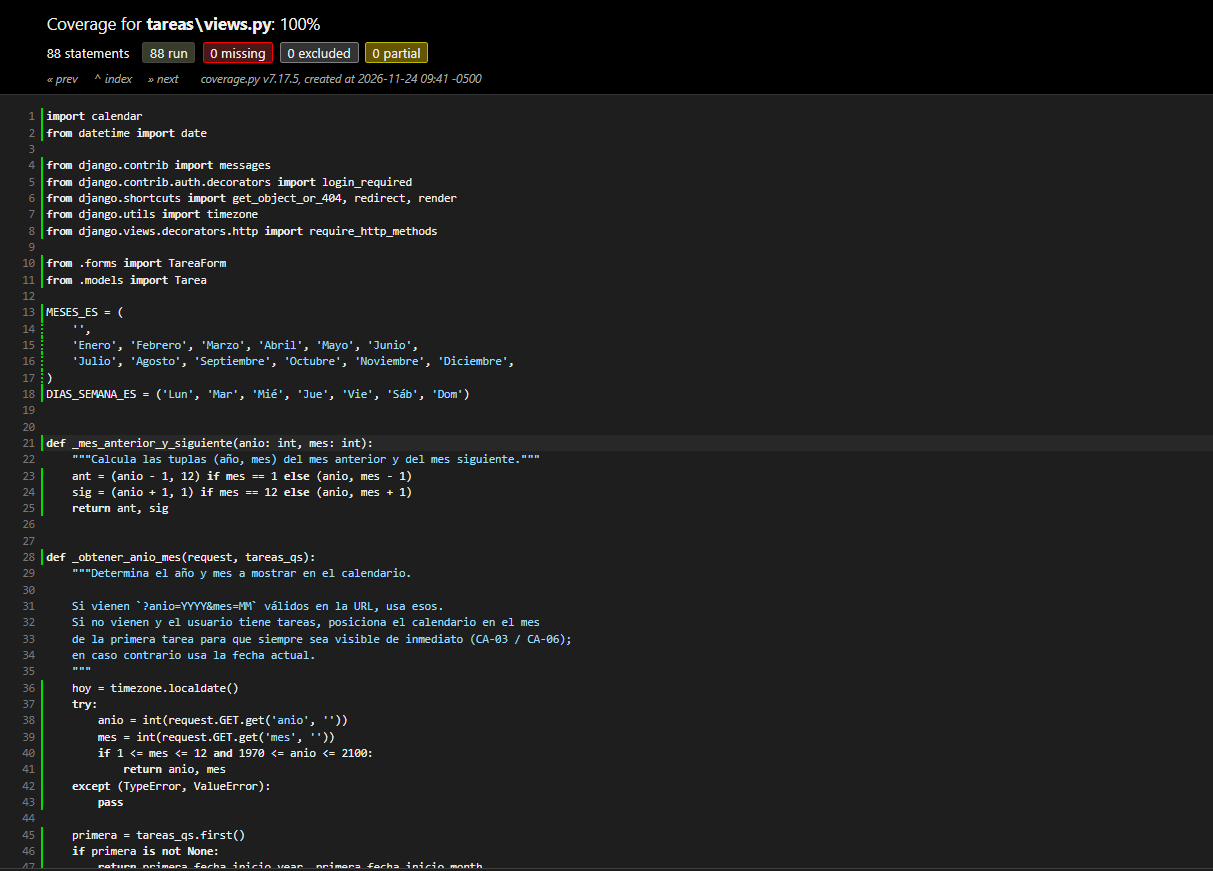 Coverage for tareas\views.py: 100%
88 statements 88 run 0 missing 0 excluded 0 partial
« prev ^ index » next coverage.py v7.17.5, created at 2026-11-24 09:41 -0500
1 import calendar
2 from datetime import date
3
4 from django.contrib import messages
5 from django.contrib.auth.decorators import login_required
6 from django.shortcuts import get_object_or_404, redirect, render
7 from django.utils import timezone
8 from django.views.decorators.http import require_http_methods
9
10 from .forms import TareaForm
11 from .models import Tarea
12
13 MESES_ES = (
14     '',
15     'Enero', 'Febrero', 'Marzo', 'Abril', 'Mayo', 'Junio',
16     'Julio', 'Agosto', 'Septiembre', 'Octubre', 'Noviembre', 'Diciembre',
17 )
18 DIAS_SEMANA_ES = ('Lun', 'Mar', 'Mié', 'Jue', 'Vie', 'Sáb', 'Dom')
19
20
21 def _mes_anterior_y_siguiente(anio: int, mes: int):
22     """Calcula las tuplas (año, mes) del mes anterior y del mes siguiente."""
23     ant = (anio - 1, 12) if mes == 1 else (anio, mes - 1)
24     sig = (anio + 1, 1) if mes == 12 else (anio, mes + 1)
25     return ant, sig
26
27
28 def _obtener_anio_mes(request, tareas_qs):
29     """Determina el año y mes a mostrar en el calendario.
30
31     Si vienen `?anio=YYYY&mes=MM` válidos en la URL, usa esos.
32     Si no vienen y el usuario tiene tareas, posiciona el calendario en el mes
33     de la primera tarea para que siempre sea visible de inmediato (CA-03 / CA-06);
34     en caso contrario usa la fecha actual.
35     """
36     hoy = timezone.localdate()
37     try:
38         anio = int(request.GET.get('anio', ''))
39         mes = int(request.GET.get('mes', ''))
40         if 1 <= mes <= 12 and 1970 <= anio <= 2100:
41             return anio, mes
42     except (TypeError, ValueError):
43         pass
44
45     primera = tareas_qs.first()
46     if primera is not None:
47         return primera.fecha_inicio.year, primera.fecha_inicio.month